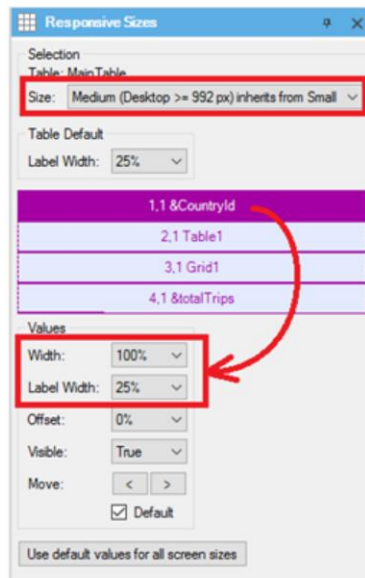 Responsive Sizes
Selection
Table: MainTable
Size: Medium (Desktop >= 992 px) inherits from Small
Table Default
Label Width: 25%
1,1 &CountryId
2,1 Table1
3,1 Grid1
4,1 &totalTrips
Values
Width: 100%
Label Width: 25%
Offset: 0%
Visible: True
Move: < >
Default
Use default values for all screen sizes